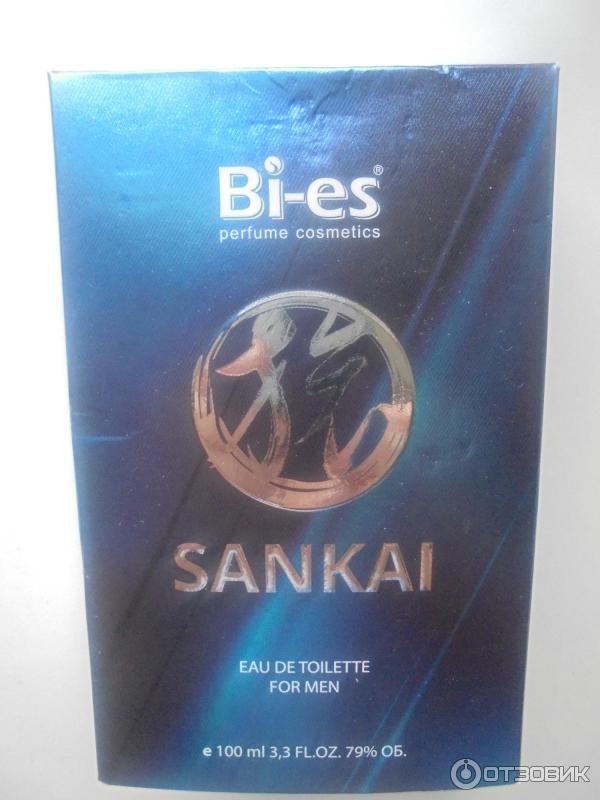 Bi-es®
perfume cosmetics
SANKAI
EAU DE TOILETTE
FOR MEN
e 100 ml 3,3 FL.OZ. 79% ОБ.
ОТЗОВИК